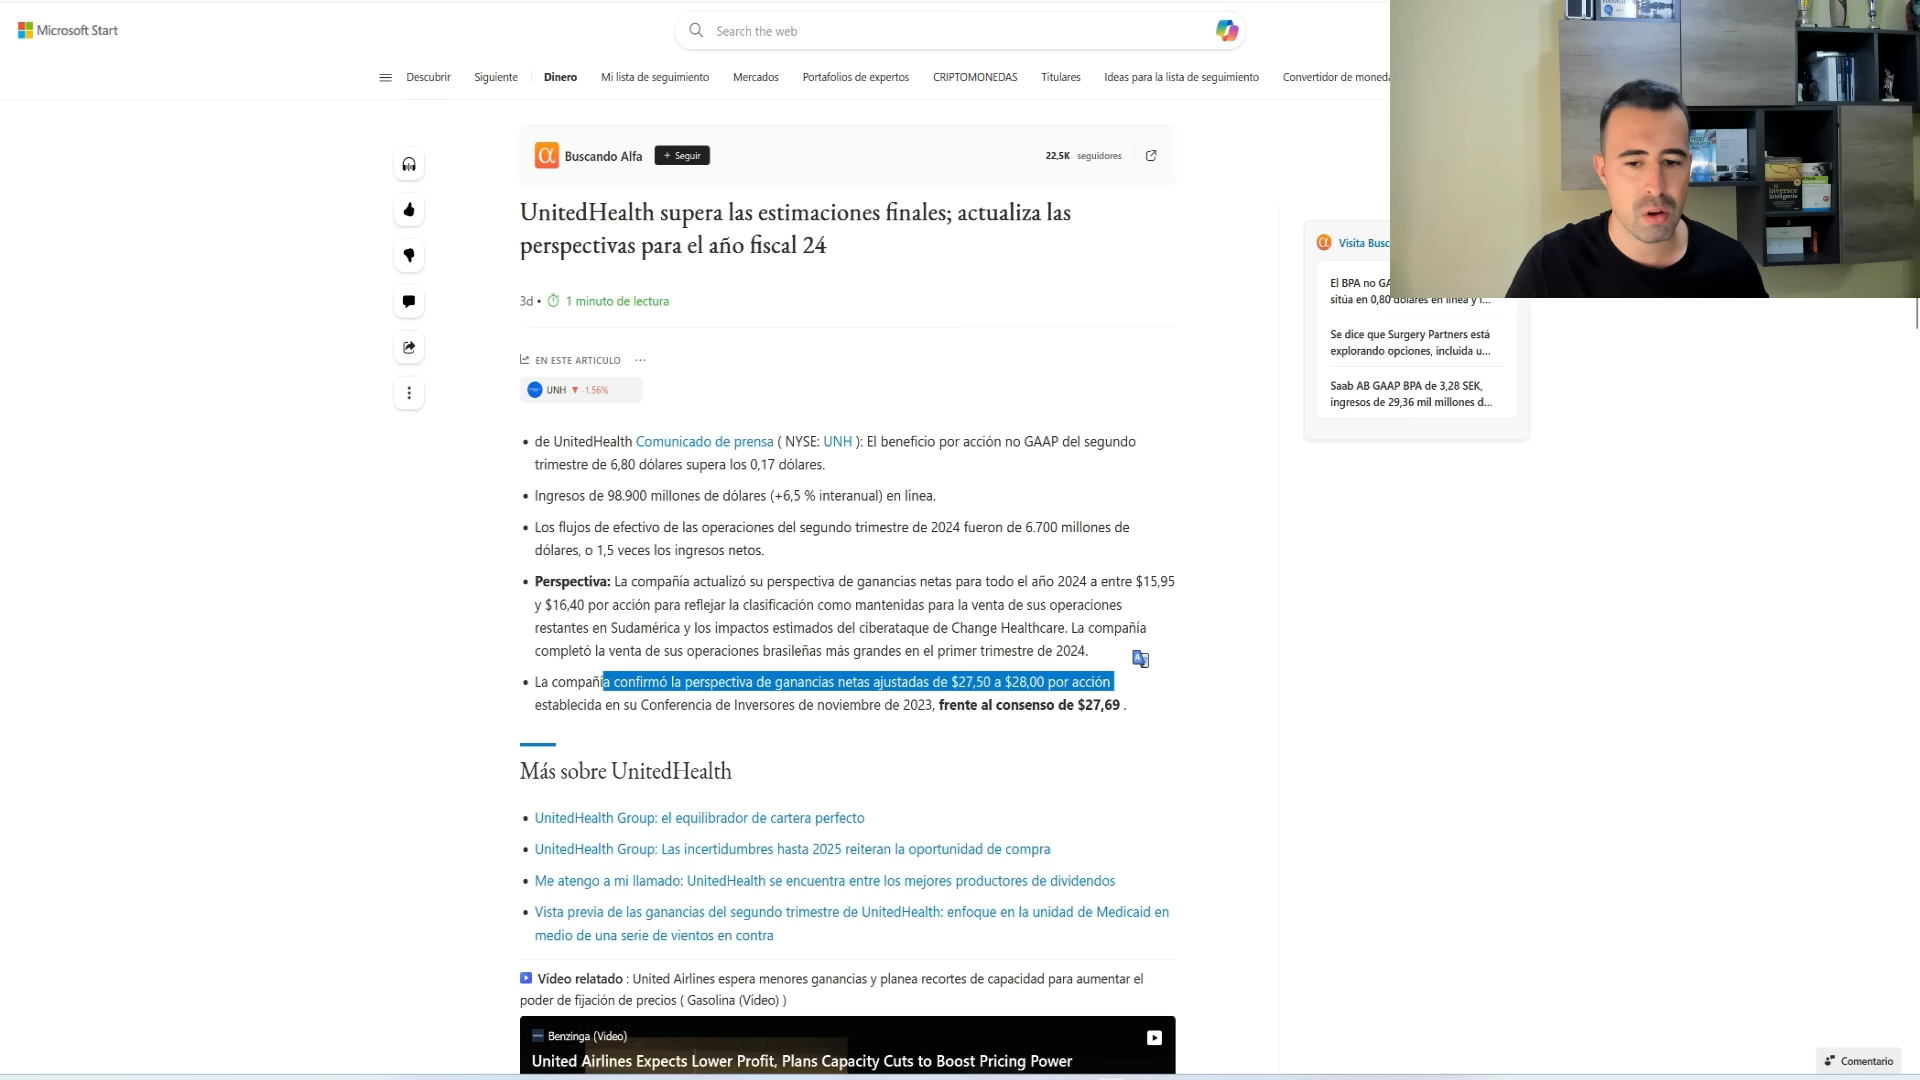 Microsoft Start
Search the web
Descubrir Siguiente Dinero Mi lista de seguimiento Mercados Portafolios de expertos CRIPTOMONEDAS Titulares Ideas para la lista de seguimiento Convertidor de moneda
Buscando Alfa + Seguir 22,5K seguidores
UnitedHealth supera las estimaciones finales; actualiza las
perspectivas para el año fiscal 24
3d • 1 minuto de lectura
EN ESTE ARTICULO ...
UNH ▼ -1.56%
• de UnitedHealth Comunicado de prensa ( NYSE: UNH ): El beneficio por acción no GAAP del segundo
trimestre de 6,80 dólares supera los 0,17 dólares.
• Ingresos de 98.900 millones de dólares (+6,5 % interanual) en línea.
• Los flujos de efectivo de las operaciones del segundo trimestre de 2024 fueron de 6.700 millones de
dólares, o 1,5 veces los ingresos netos.
• Perspectiva: La compañía actualizó su perspectiva de ganancias netas para todo el año 2024 a entre $15,95
y $16,40 por acción para reflejar la clasificación como mantenidas para la venta de sus operaciones
restantes en Sudamérica y los impactos estimados del ciberataque de Change Healthcare. La compañía
completó la venta de sus operaciones brasileñas más grandes en el primer trimestre de 2024.
• La compañía confirmó la perspectiva de ganancias netas ajustadas de $27,50 a $28,00 por acción
establecida en su Conferencia de Inversores de noviembre de 2023, frente al consenso de $27,69 .
Más sobre UnitedHealth
• UnitedHealth Group: el equilibrador de cartera perfecto
• UnitedHealth Group: Las incertidumbres hasta 2025 reiteran la oportunidad de compra
• Me atengo a mi llamado: UnitedHealth se encuentra entre los mejores productores de dividendos
• Vista previa de las ganancias del segundo trimestre de UnitedHealth: enfoque en la unidad de Medicaid en
medio de una serie de vientos en contra
Vídeo relatado : United Airlines espera menores ganancias y planea recortes de capacidad para aumentar el
poder de fijación de precios ( Gasolina (Vídeo) )
Benzinga (Video)
United Airlines Expects Lower Profit, Plans Capacity Cuts to Boost Pricing Power
Visita Busc
El BPA no GA
sitúa en 0,80 dólares en línea y l...
Se dice que Surgery Partners está
explorando opciones, incluida u...
Saab AB GAAP BPA de 3,28 SEK,
ingresos de 29,36 mil millones d...
inversor
inteligente
Comentario